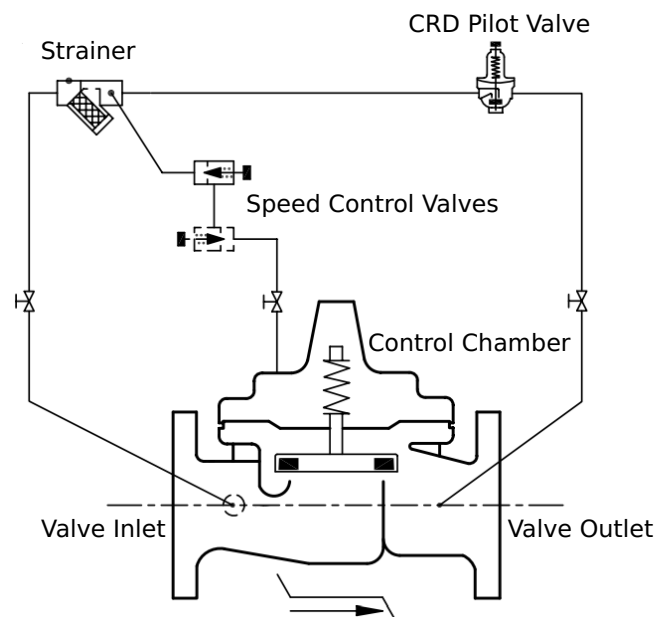 CRD Pilot Valve
Strainer
Speed Control Valves
Control Chamber
Valve Inlet
Valve Outlet